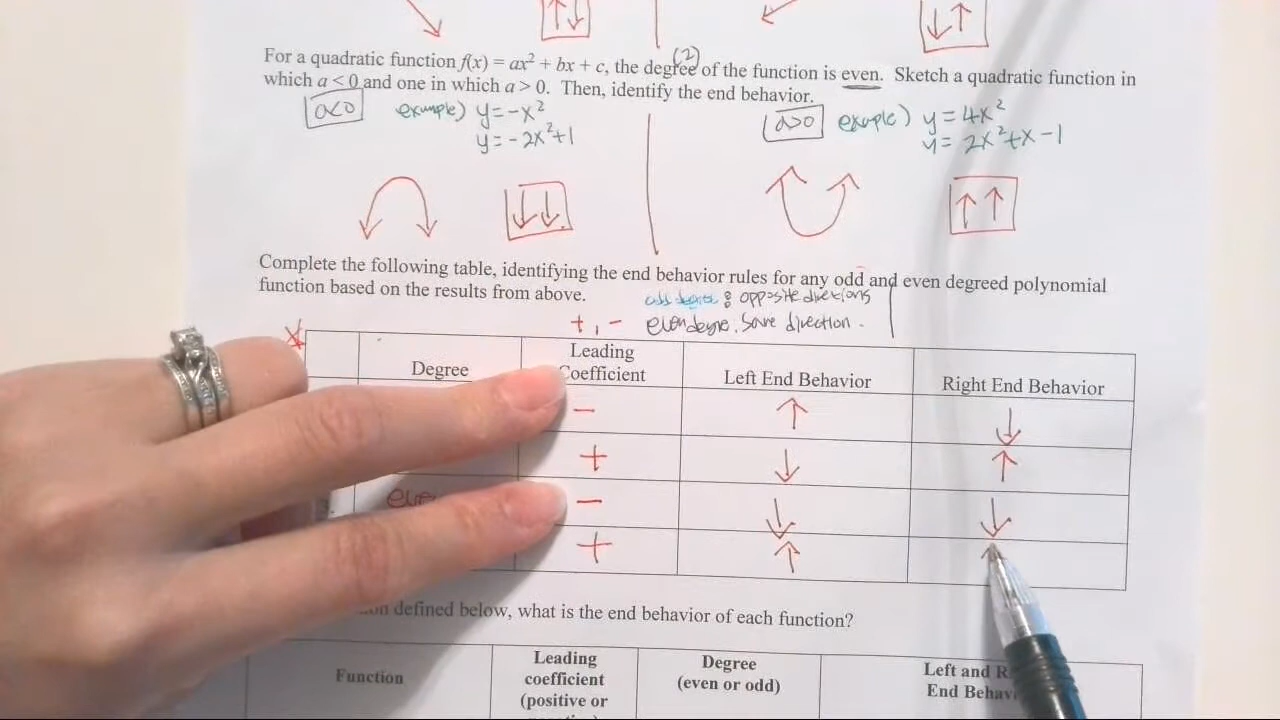 (2)
For a quadratic function f(x) = ax² + bx + c, the degree of the function is even. Sketch a quadratic function in
which a < 0 and one in which a > 0. Then, identify the end behavior.
a<0 example) y=-x²
y=-2x²+1
a>0 example) y=4x²
y=2x²+x-1
Complete the following table, identifying the end behavior rules for any odd and even degreed polynomial
function based on the results from above.
odd degree: opposite directions
+, - even degree: same direction.
Degree Leading Coefficient Left End Behavior Right End Behavior
- ↑ ↓
+ ↓ ↑
- ↓ ↓
+ ↑ ↑
defined below, what is the end behavior of each function?
Function Leading coefficient (positive or Degree (even or odd) Left and
End